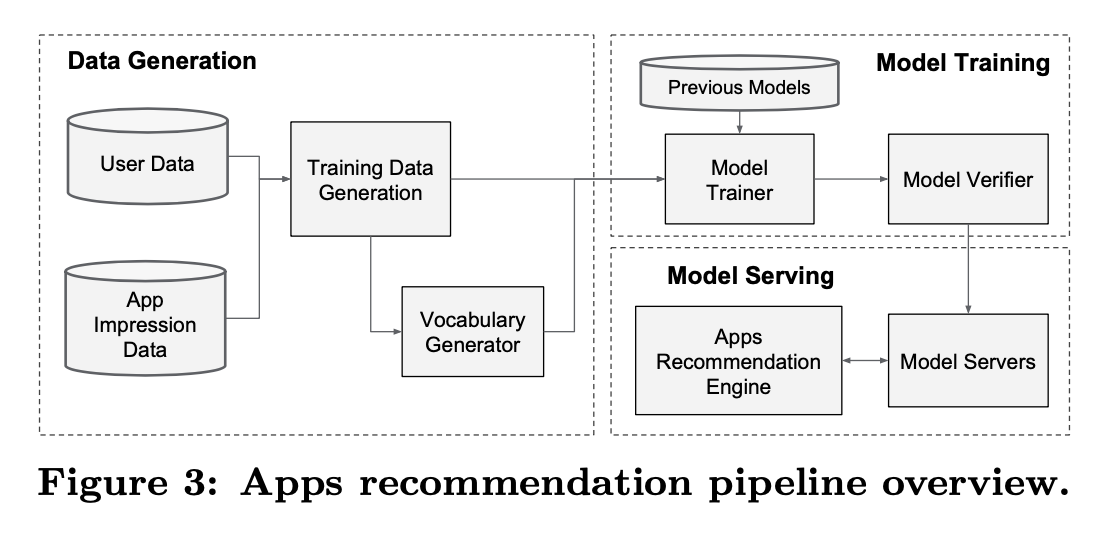 Data Generation
User Data
App
Impression
Data
Training Data
Generation
Vocabulary
Generator
Model Training
Previous Models
Model
Trainer
Model Verifier
Model Serving
Apps
Recommendation
Engine
Model Servers
Figure 3: Apps recommendation pipeline overview.